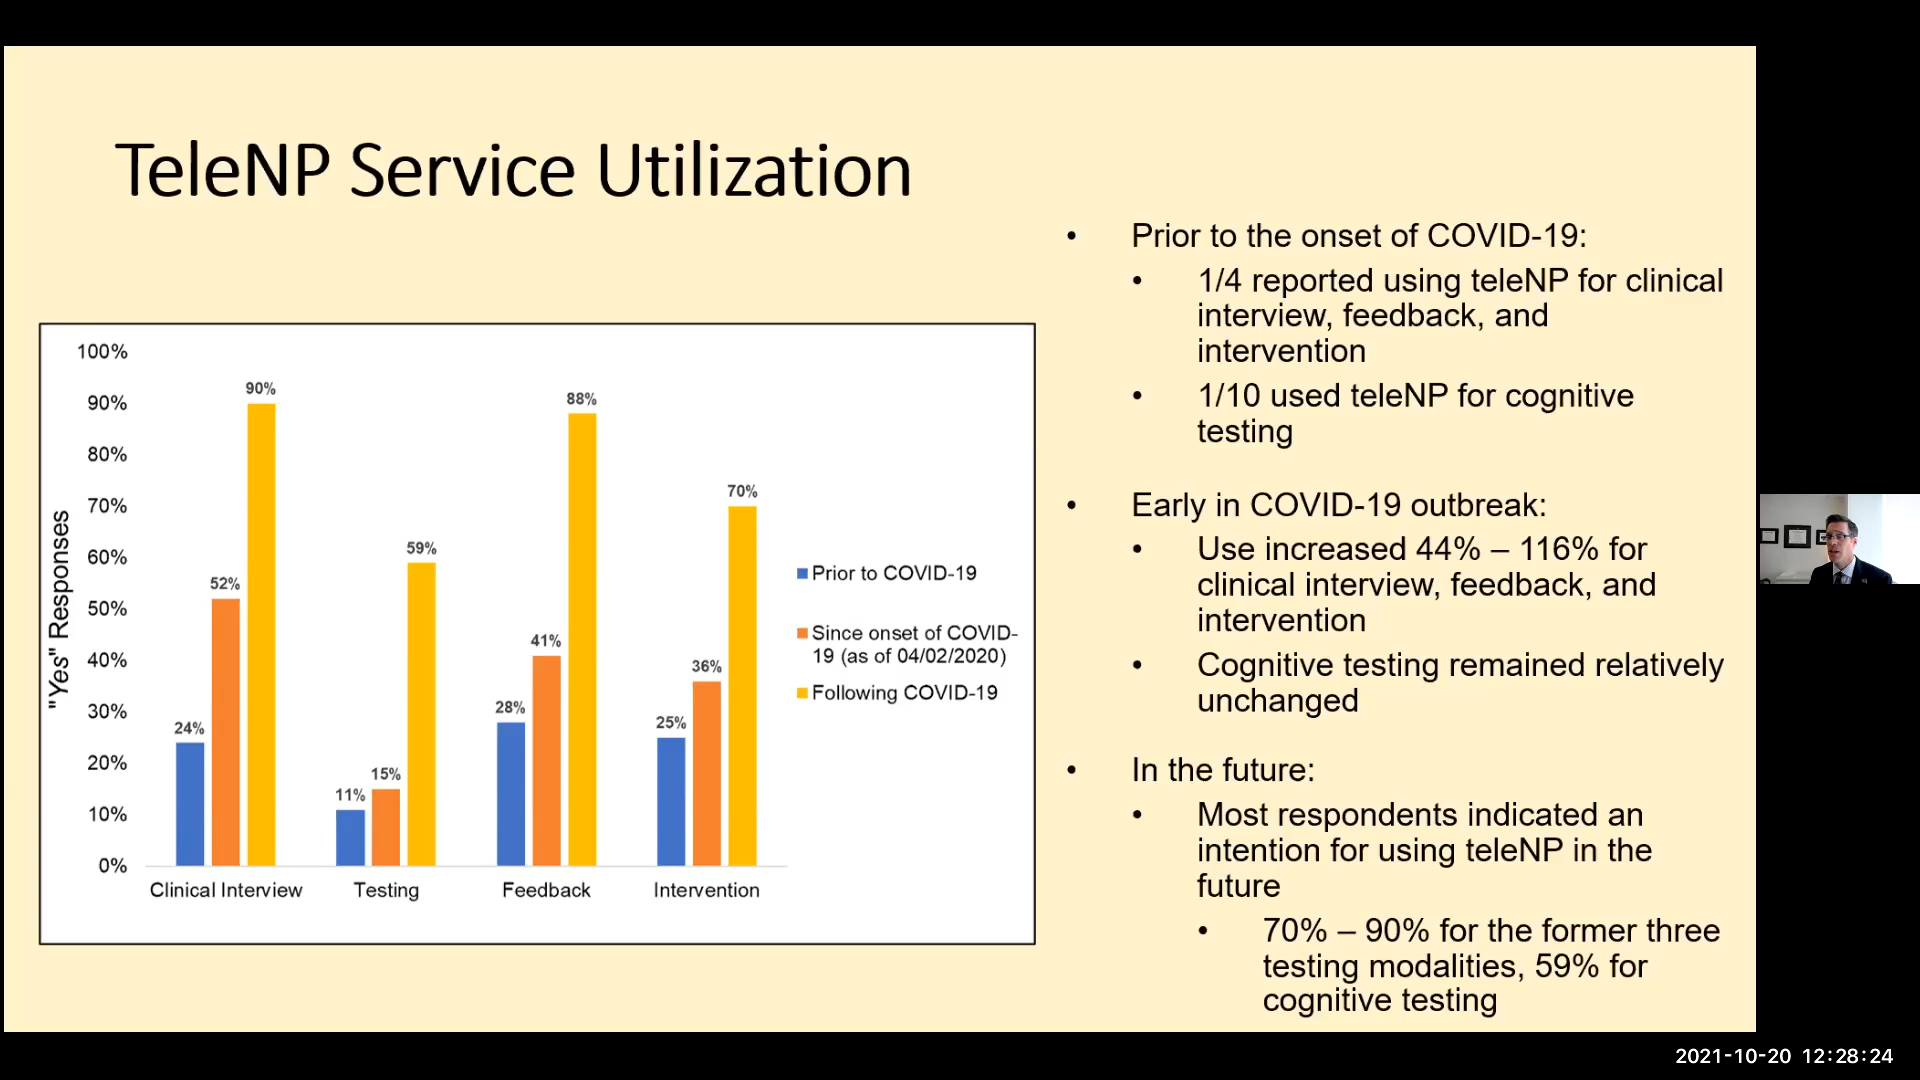 TeleNP Service Utilization
100%
90%
80%
70%
60%
50%
40%
30%
20%
10%
0%
"Yes" Responses
24%
52%
90%
11%
15%
59%
28%
41%
88%
25%
36%
70%
Clinical Interview
Testing
Feedback
Intervention
Prior to COVID-19
Since onset of COVID-
19 (as of 04/02/2020)
Following COVID-19
• Prior to the onset of COVID-19:
• 1/4 reported using teleNP for clinical
interview, feedback, and
intervention
• 1/10 used teleNP for cognitive
testing
• Early in COVID-19 outbreak:
• Use increased 44% – 116% for
clinical interview, feedback, and
intervention
• Cognitive testing remained relatively
unchanged
• In the future:
• Most respondents indicated an
intention for using teleNP in the
future
• 70% – 90% for the former three
testing modalities, 59% for
cognitive testing
2021-10-20 12:28:24